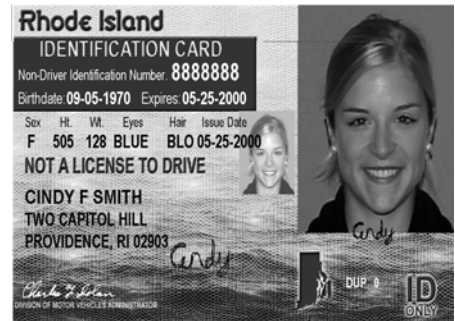 Rhode Island
IDENTIFICATION CARD
Non-Driver Identification Number. 8888888
Birthdate: 09-05-1970 Expires: 05-25-2000
Sex Ht. Wt. Eyes Hair Issue Date
F 505 128 BLUE BLO 05-25-2000
NOT A LICENSE TO DRIVE
CINDY F SMITH
TWO CAPITOL HILL
PROVIDENCE, RI 02903
Cindy
Cindy
DIVISION OF MOTOR VEHICLES ADMINISTRATOR
DUP 0
ID
ONLY